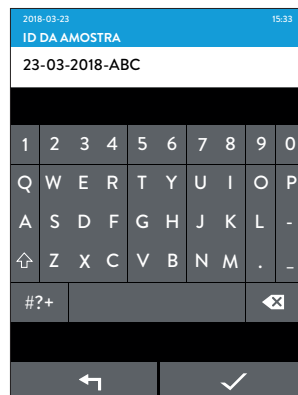 2018-03-23 15:33
ID DA AMOSTRA
23-03-2018-ABC
1 2 3 4 5 6 7 8 9 0
Q W E R T Y U I O P
A S D F G H J K L -
Z X C V B N M . _
#?+